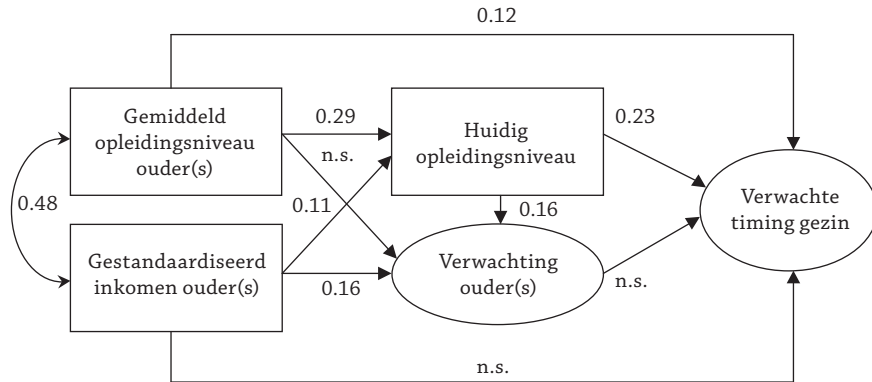 0.12
Gemiddeld
opleidingsniveau
ouder(s)
0.29
n.s.
Huidig
opleidingsniveau
0.23
Verwachte
timing gezin
0.48
0.11
0.16
Gestandaardiseerd
inkomen ouder(s)
0.16
Verwachting
ouder(s)
n.s.
n.s.